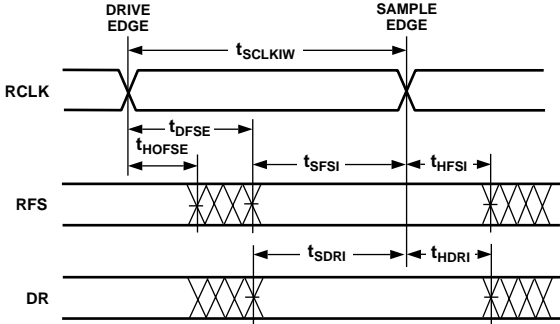 DRIVE
EDGE
SAMPLE
EDGE
tSCLKIW
RCLK
tDFSE
tHOFSE
tSFSI
tHFSI
RFS
tSDRI
tHDRI
DR